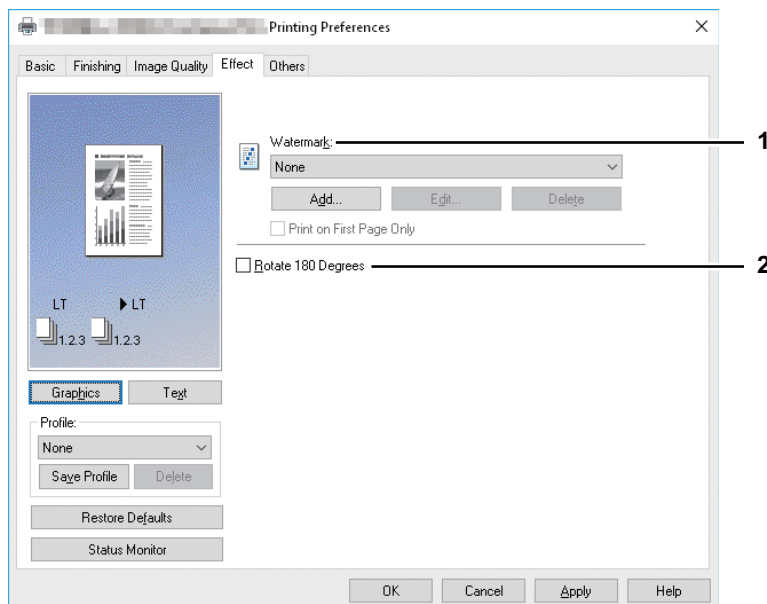 Printing Preferences
Basic Finishing Image Quality Effect Others
Watermark: 1
None
Add... Edit... Delete
Print on First Page Only
Rotate 180 Degrees 2
LT LT
1.2.3 1.2.3
Graphics Text
Profile:
None
Save Profile Delete
Restore Defaults
Status Monitor
OK Cancel Apply Help